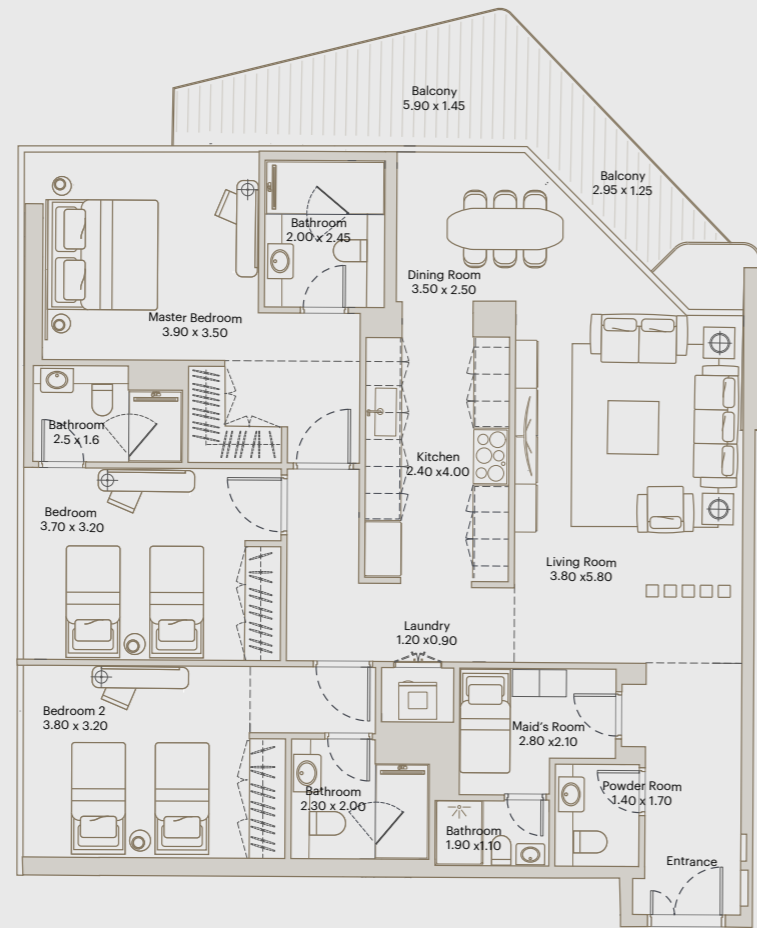 Balcony
5.90 x 1.45
Balcony
2.95 x 1.25
Bathroom
2.00 x 2.45
Dining Room
3.50 x 2.50
Master Bedroom
3.90 x 3.50
Bathroom
2.5 x 1.6
Kitchen
2.40 x4.00
Bedroom
3.70 x 3.20
Living Room
3.80 x5.80
Laundry
1.20 x0.90
Bedroom 2
3.80 x 3.20
Maid's Room
2.80 x2.10
Bathroom
2.30 x 2.00
Powder Room
1.40 x 1.70
Bathroom
1.90 x1.10
Entrance